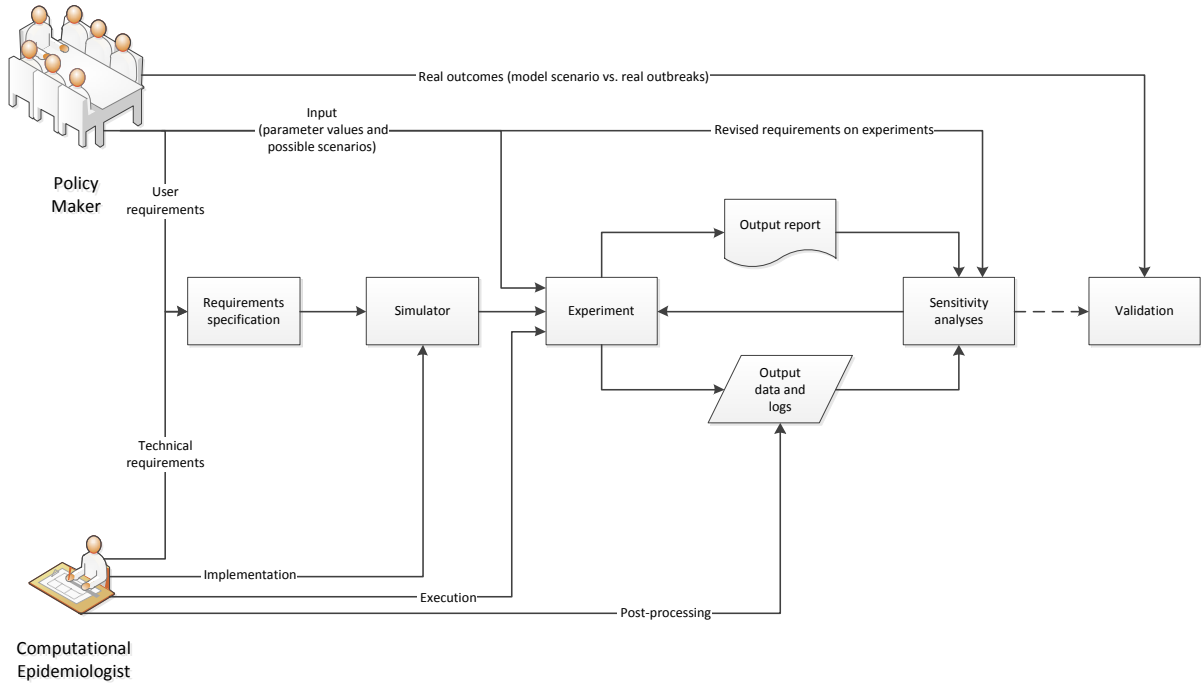 Real outcomes (model scenario vs. real outbreaks)
Input
(parameter values and
possible scenarios)
Revised requirements on experiments
Policy
Maker
User
requirements
Output report
Requirements
specification
Simulator
Experiment
Sensitivity
analyses
Validation
Output
data and
logs
Technical
requirements
Implementation
Execution
Post-processing
Computational
Epidemiologist